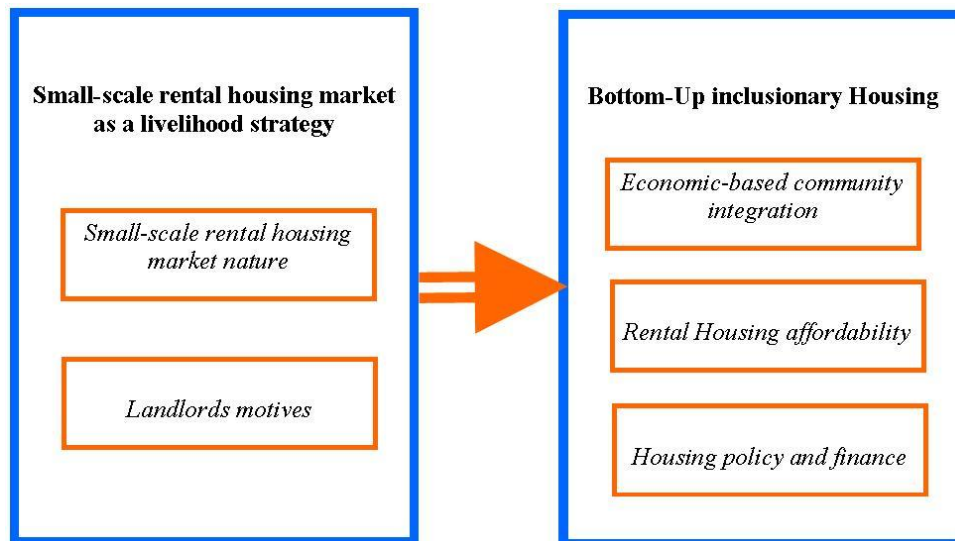 Small-scale rental housing market
as a livelihood strategy
Small-scale rental housing
market nature
Landlords motives
Bottom-Up inclusionary Housing
Economic-based community
integration
Rental Housing affordability
Housing policy and finance